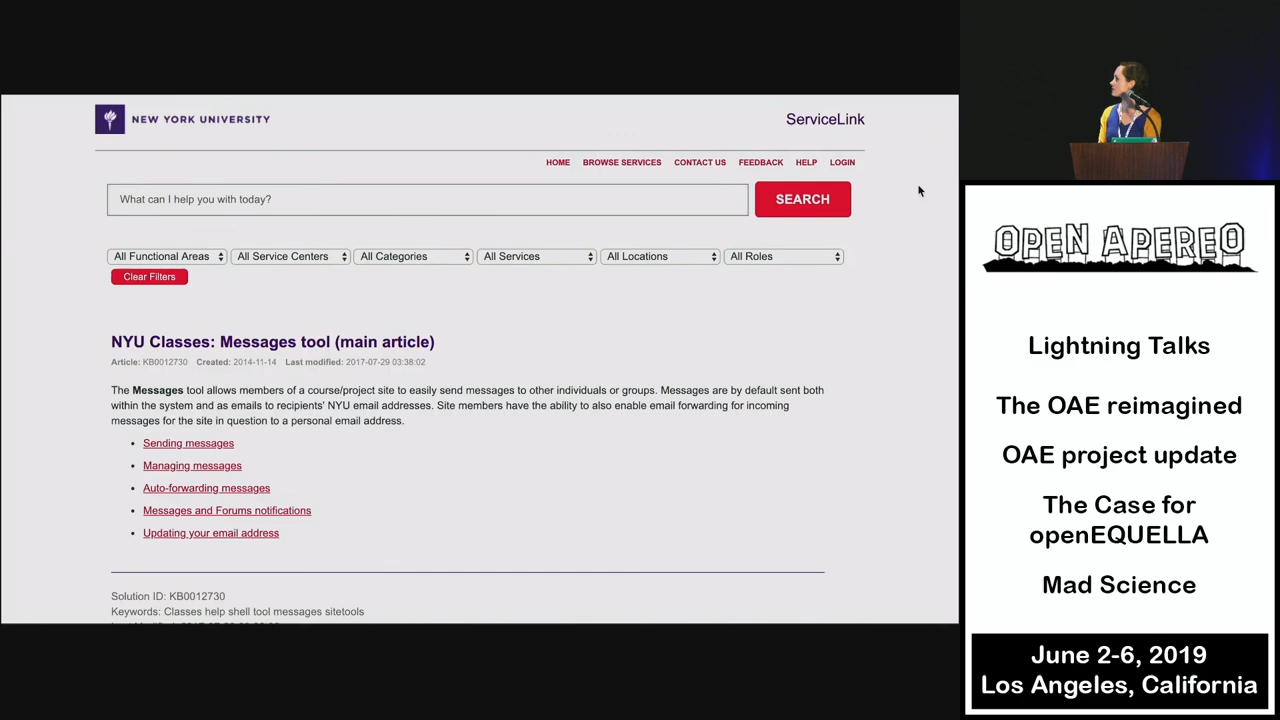 NEW YORK UNIVERSITY
ServiceLink
HOME BROWSE SERVICES CONTACT US FEEDBACK HELP LOGIN
What can I help you with today?
SEARCH
All Functional Areas All Service Centers All Categories All Services All Locations All Roles
Clear Filters
NYU Classes: Messages tool (main article)
Article: KB0012730 Created: 2014-11-14 Last modified: 2017-07-29 03:38:02
The Messages tool allows members of a course/project site to easily send messages to other individuals or groups. Messages are by default sent both
within the system and as emails to recipients' NYU email addresses. Site members have the ability to also enable email forwarding for incoming
messages for the site in question to a personal email address.
Sending messages
Managing messages
Auto-forwarding messages
Messages and Forums notifications
Updating your email address
Solution ID: KB0012730
Keywords: Classes help shell tool messages sitetools
OPEN APEREO
Lightning Talks
The OAE reimagined
OAE project update
The Case for
openEQUELLA
Mad Science
June 2-6, 2019
Los Angeles, California